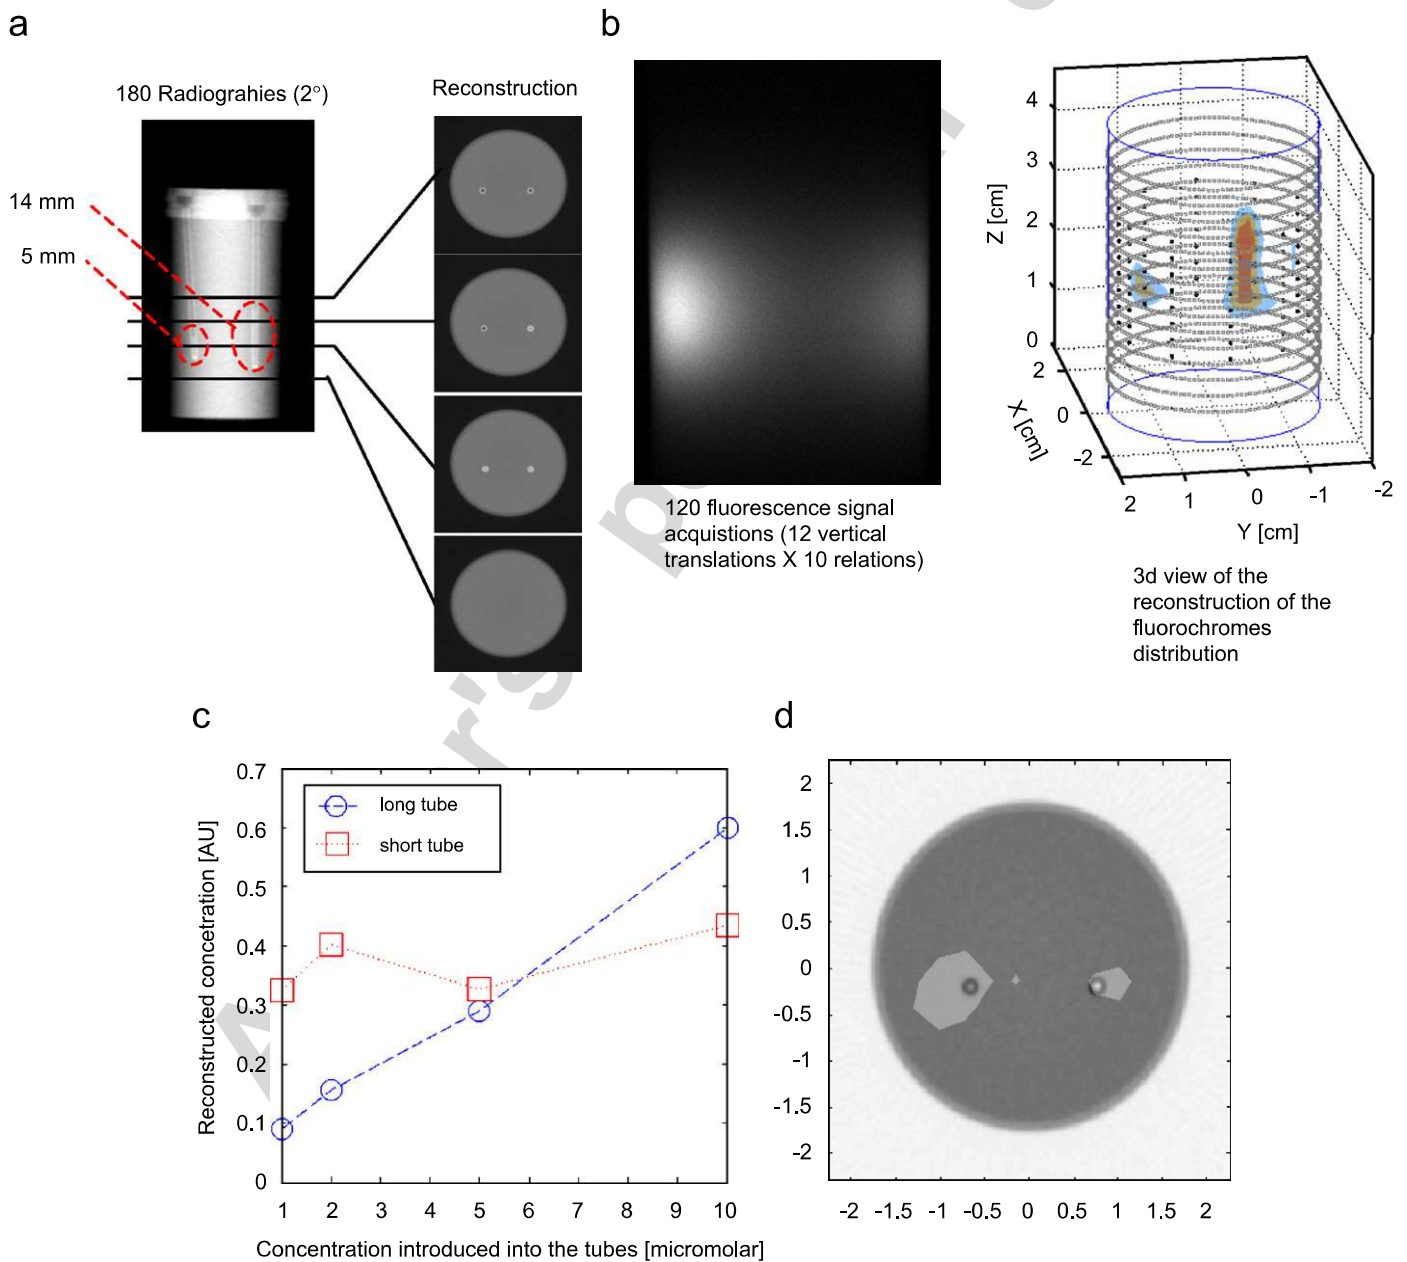 a
180 Radiograhies (2°)
Reconstruction
14 mm
5 mm
b
120 fluorescence signal
acquistions (12 vertical
translations X 10 relations)
4
3
2
1
0
Z [cm]
2
0
-2
X [cm]
2
1
0
-1
-2
Y [cm]
3d view of the
reconstruction of the
fluorochromes
distribution
c
0.7
0.6
0.5
0.4
0.3
0.2
0.1
0
Reconstructed concetration [AU]
long tube
short tube
1 2 3 4 5 6 7 8 9 10
Concentration introduced into the tubes [micromolar]
d
2
1.5
1
0.5
0
-0.5
-1
-1.5
-2
-2 -1.5 -1 -0.5 0 0.5 1 1.5 2